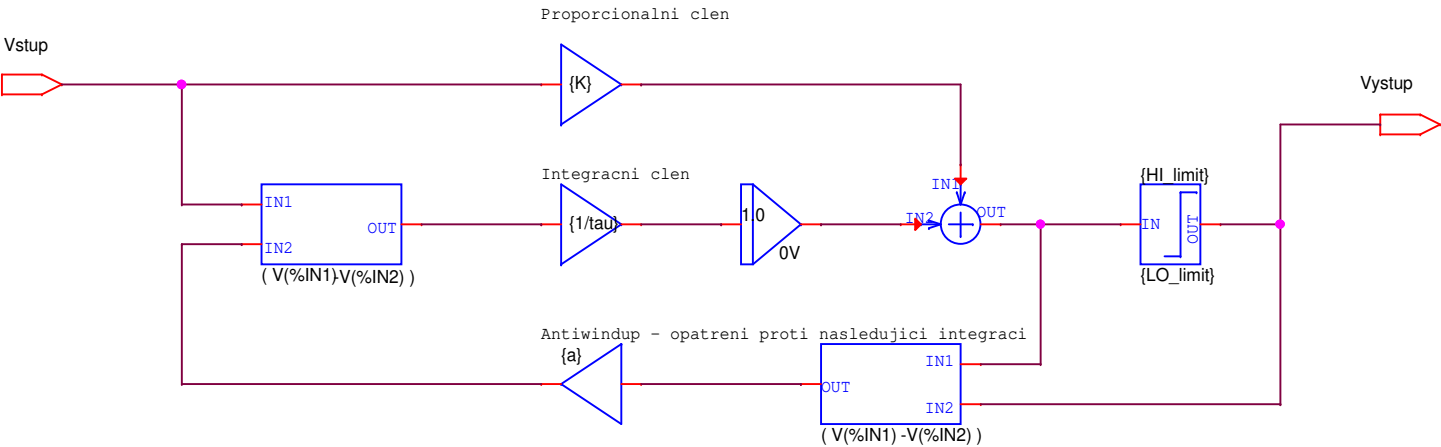 Proporcionalni clen
Vstup
{K}
Vystup
Integracni clen
{HI_limit}
IN1
IN1
OUT
IN2
( V(%IN1)-V(%IN2) )
{1/tau}
1.0
0V
IN2
OUT
IN
OUT
{LO_limit}
Antiwindup - opatreni proti nasledujici integraci
{a}
IN1
OUT
IN2
( V(%IN1) -V(%IN2) )